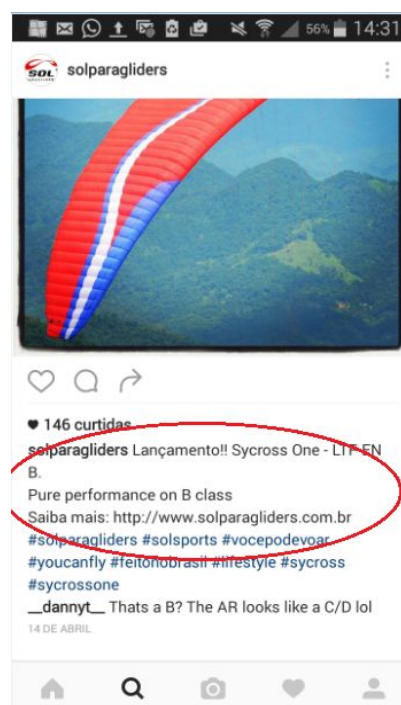 56% 14:31
SOL
solparagliders
146 curtidas
solparagliders Lançamento!! Sycross One - LTF-EN
B.
Pure performance on B class
Saiba mais: http://www.solparagliders.com.br
#solparagliders #solsports #vocepodevoar
#youcanfly #feitonobrasil #lifestyle #sycross
#sycrossone
__dannyt__ Thats a B? The AR looks like a C/D lol
14 DE ABRIL